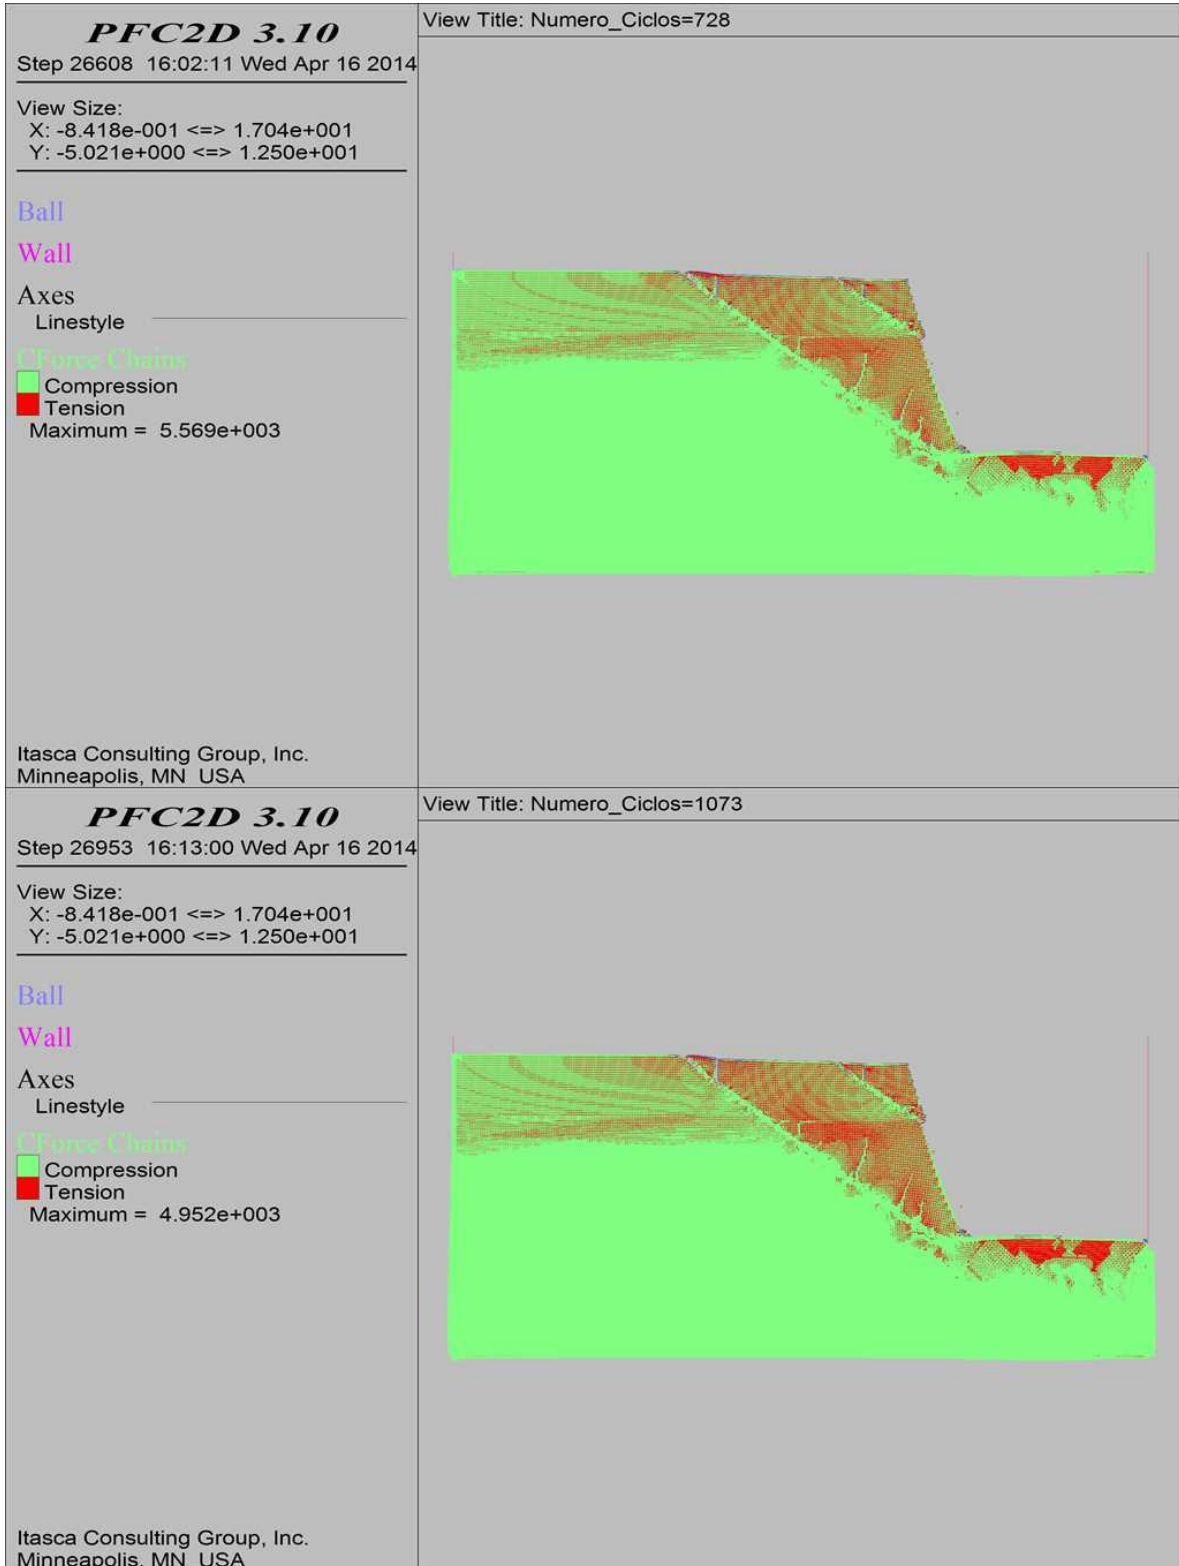 PFC2D 3.10
Step 26608 16:02:11 Wed Apr 16 2014
View Size:
X: -8.418e-001 <=> 1.704e+001
Y: -5.021e+000 <=> 1.250e+001
Ball
Wall
Axes
Linestyle
CForce Chains
Compression
Tension
Maximum = 5.569e+003
Itasca Consulting Group, Inc.
Minneapolis, MN USA
View Title: Numero_Ciclos=728
PFC2D 3.10
Step 26953 16:13:00 Wed Apr 16 2014
View Size:
X: -8.418e-001 <=> 1.704e+001
Y: -5.021e+000 <=> 1.250e+001
Ball
Wall
Axes
Linestyle
CForce Chains
Compression
Tension
Maximum = 4.952e+003
Itasca Consulting Group, Inc.
Minneapolis, MN USA
View Title: Numero_Ciclos=1073